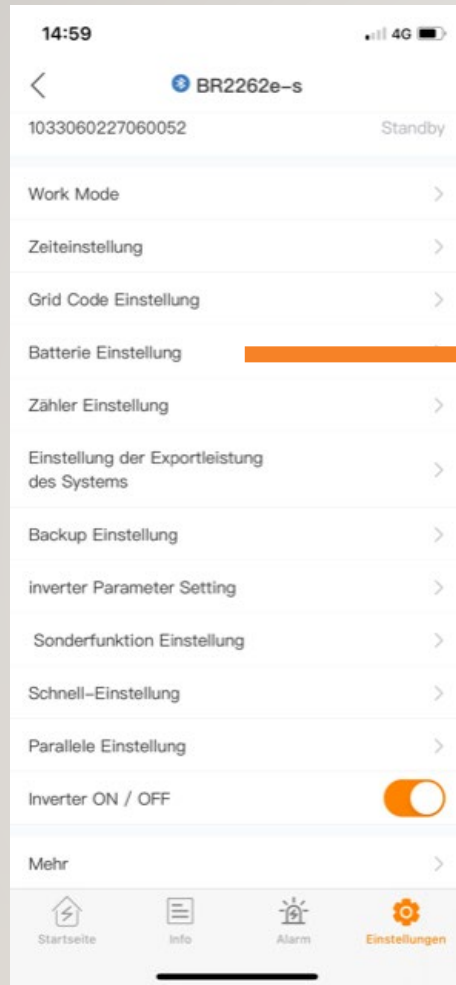 14:59
4G
BR2262e-s
1033060227060052 Standby
Work Mode
Zeiteinstellung
Grid Code Einstellung
Batterie Einstellung
Zähler Einstellung
Einstellung der Exportleistung
des Systems
Backup Einstellung
inverter Parameter Setting
Sonderfunktion Einstellung
Schnell-Einstellung
Parallele Einstellung
Inverter ON / OFF
Mehr
Startseite Info Alarm Einstellungen